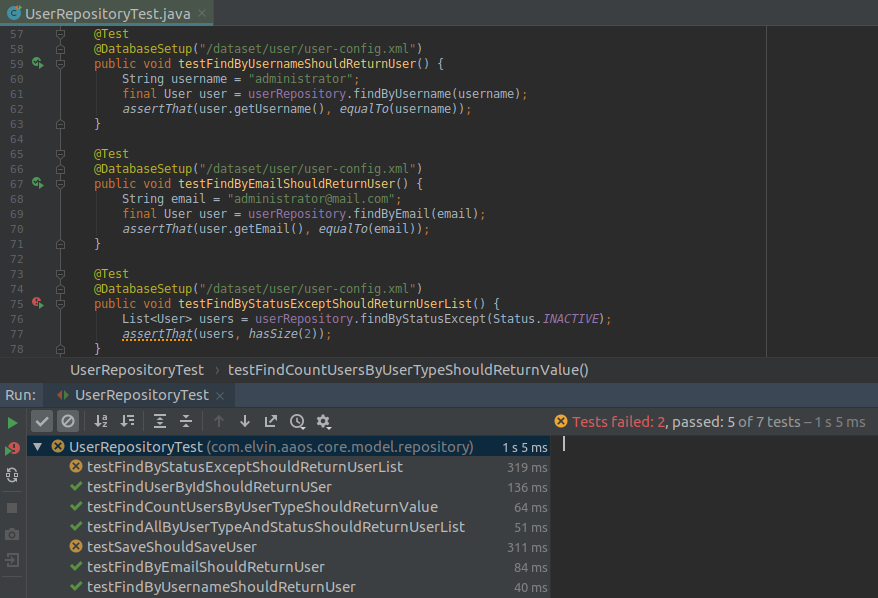 UserRepositoryTest.java
57 @Test
58 @DatabaseSetup("/dataset/user/user-config.xml")
59 public void testFindByUsernameShouldReturnUser() {
60 String username = "administrator";
61 final User user = userRepository.findByUsername(username);
62 assertThat(user.getUsername(), equalTo(username));
63 }
64
65 @Test
66 @DatabaseSetup("/dataset/user/user-config.xml")
67 public void testFindByEmailShouldReturnUser() {
68 String email = "administrator@mail.com";
69 final User user = userRepository.findByEmail(email);
70 assertThat(user.getEmail(), equalTo(email));
71 }
72
73 @Test
74 @DatabaseSetup("/dataset/user/user-config.xml")
75 public void testFindByStatusExceptShouldReturnUserList() {
76 List<User> users = userRepository.findByStatusExcept(Status.INACTIVE);
77 assertThat(users, hasSize(2));
78 }
UserRepositoryTest › testFindCountUsersByUserTypeShouldReturnValue()
Run: UserRepositoryTest
Tests failed: 2, passed: 5 of 7 tests – 1 s 5 ms
UserRepositoryTest (com.elvin.aaos.core.model.repository) 1 s 5 ms
testFindByStatusExceptShouldReturnUserList 319 ms
testFindUserByIdShouldReturnUSer 136 ms
testFindCountUsersByUserTypeShouldReturnValue 64 ms
testFindAllByUserTypeAndStatusShouldReturnUserList 51 ms
testSaveShouldSaveUser 311 ms
testFindByEmailShouldReturnUser 84 ms
testFindByUsernameShouldReturnUser 40 ms